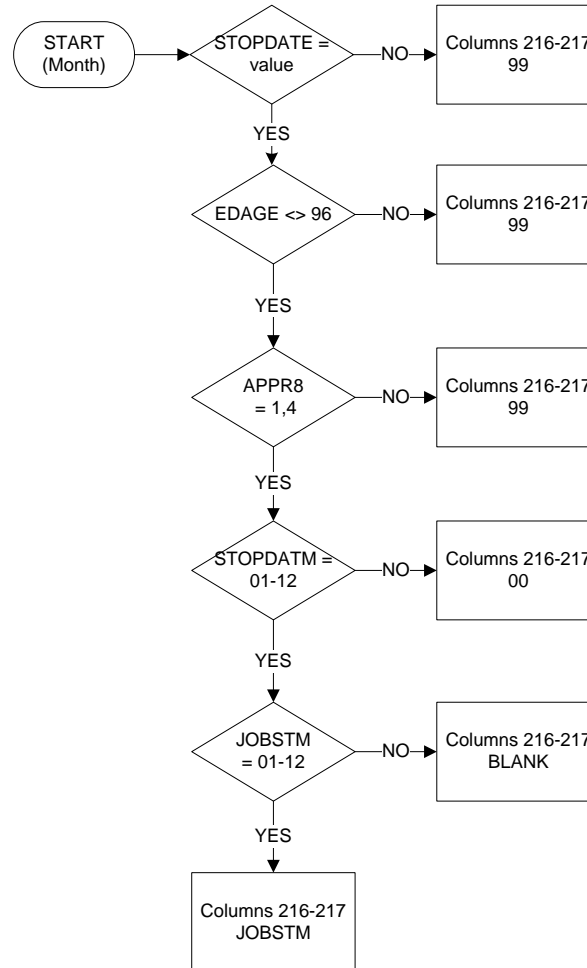 START
(Month)
STOPDATE =
value
NO
Columns 216-217
99
YES
EDAGE <> 96
NO
Columns 216-217
99
YES
APPR8
= 1,4
NO
Columns 216-217
99
YES
STOPDATM =
01-12
NO
Columns 216-217
00
YES
JOBSTM
= 01-12
NO
Columns 216-217
BLANK
YES
Columns 216-217
JOBSTM